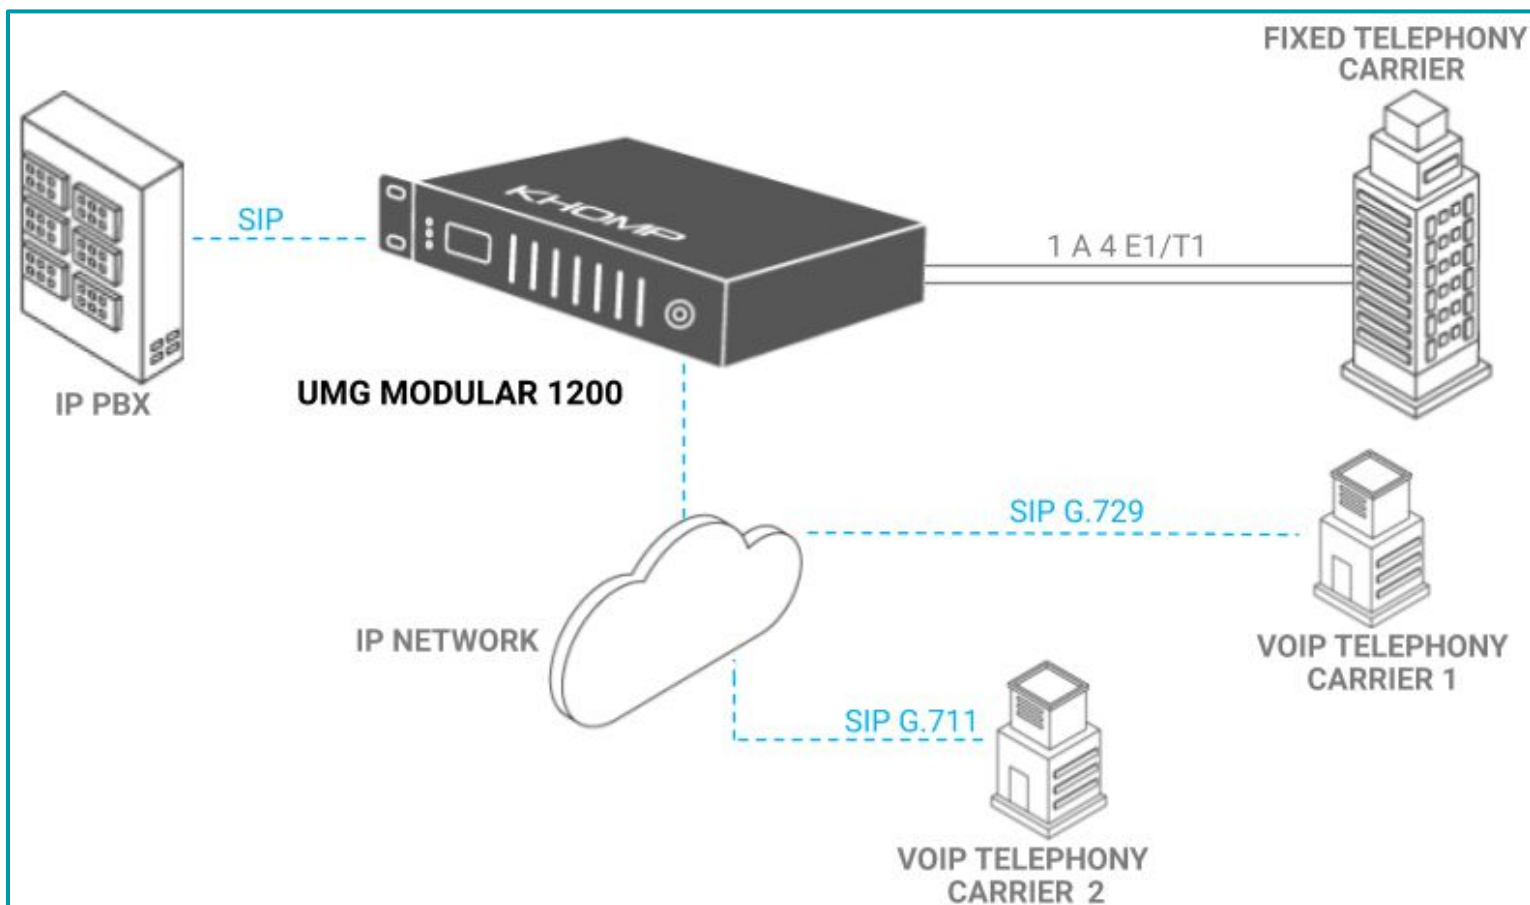 FIXED TELEPHONY
CARRIER
KHOMP
SIP
1 A 4 E1/T1
UMG MODULAR 1200
IP PBX
SIP G.729
IP NETWORK
VOIP TELEPHONY
CARRIER 1
SIP G.711
VOIP TELEPHONY
CARRIER 2